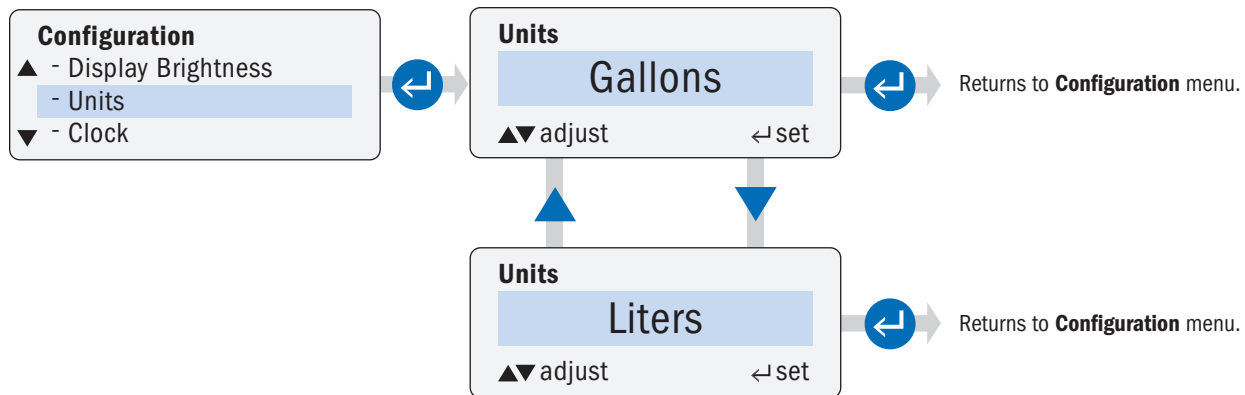 Configuration
▲ - Display Brightness
- Units
▼ - Clock
Units
Gallons
▲▼ adjust ↵ set
Returns to Configuration menu.
Units
Liters
▲▼ adjust ↵ set
Returns to Configuration menu.